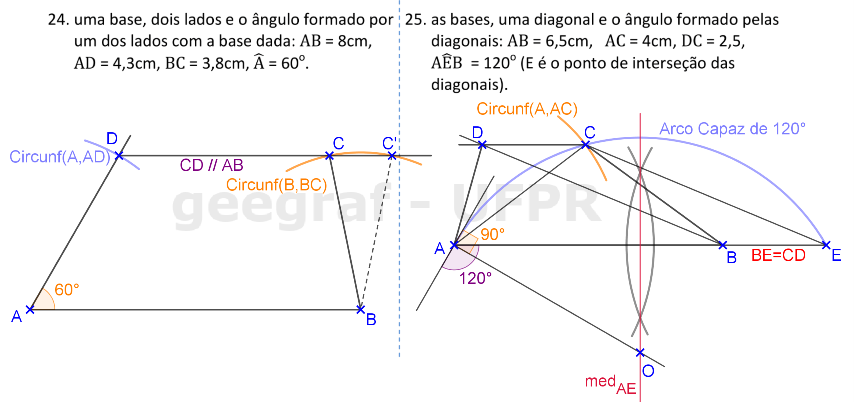 24. uma base, dois lados e o ângulo formado por
um dos lados com a base dada: AB = 8cm,
AD = 4,3cm, BC = 3,8cm, Â = 60°.
25. as bases, uma diagonal e o ângulo formado pelas
diagonais: AB = 6,5cm, AC = 4cm, DC = 2,5,
AÊB = 120° (E é o ponto de interseção das
diagonais).
D
Circunf(A,AD)
CD // AB
C
C'
Circunf(B,BC)
60°
A
B
Circunf(A,AC)
D
C
Arco Capaz de 120°
90°
A
120°
B
BE=CD
E
O
med AE
geegraf - UFPR